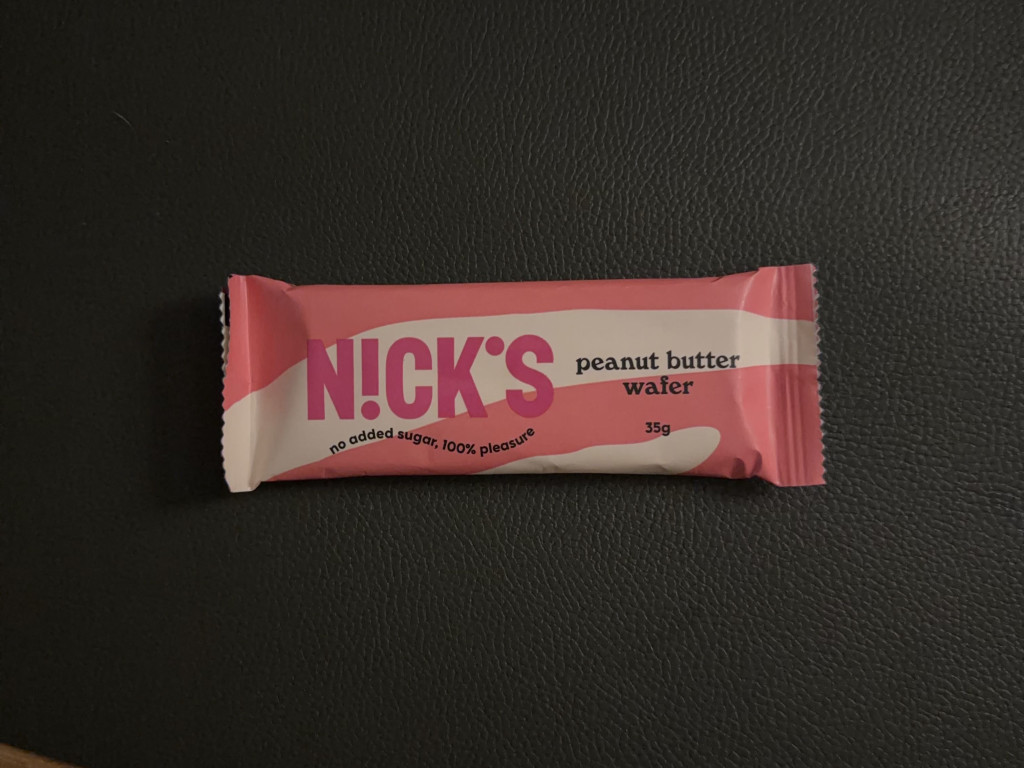 N!CK'S
no added sugar, 100% pleasure
peanut butter
wafer
35g